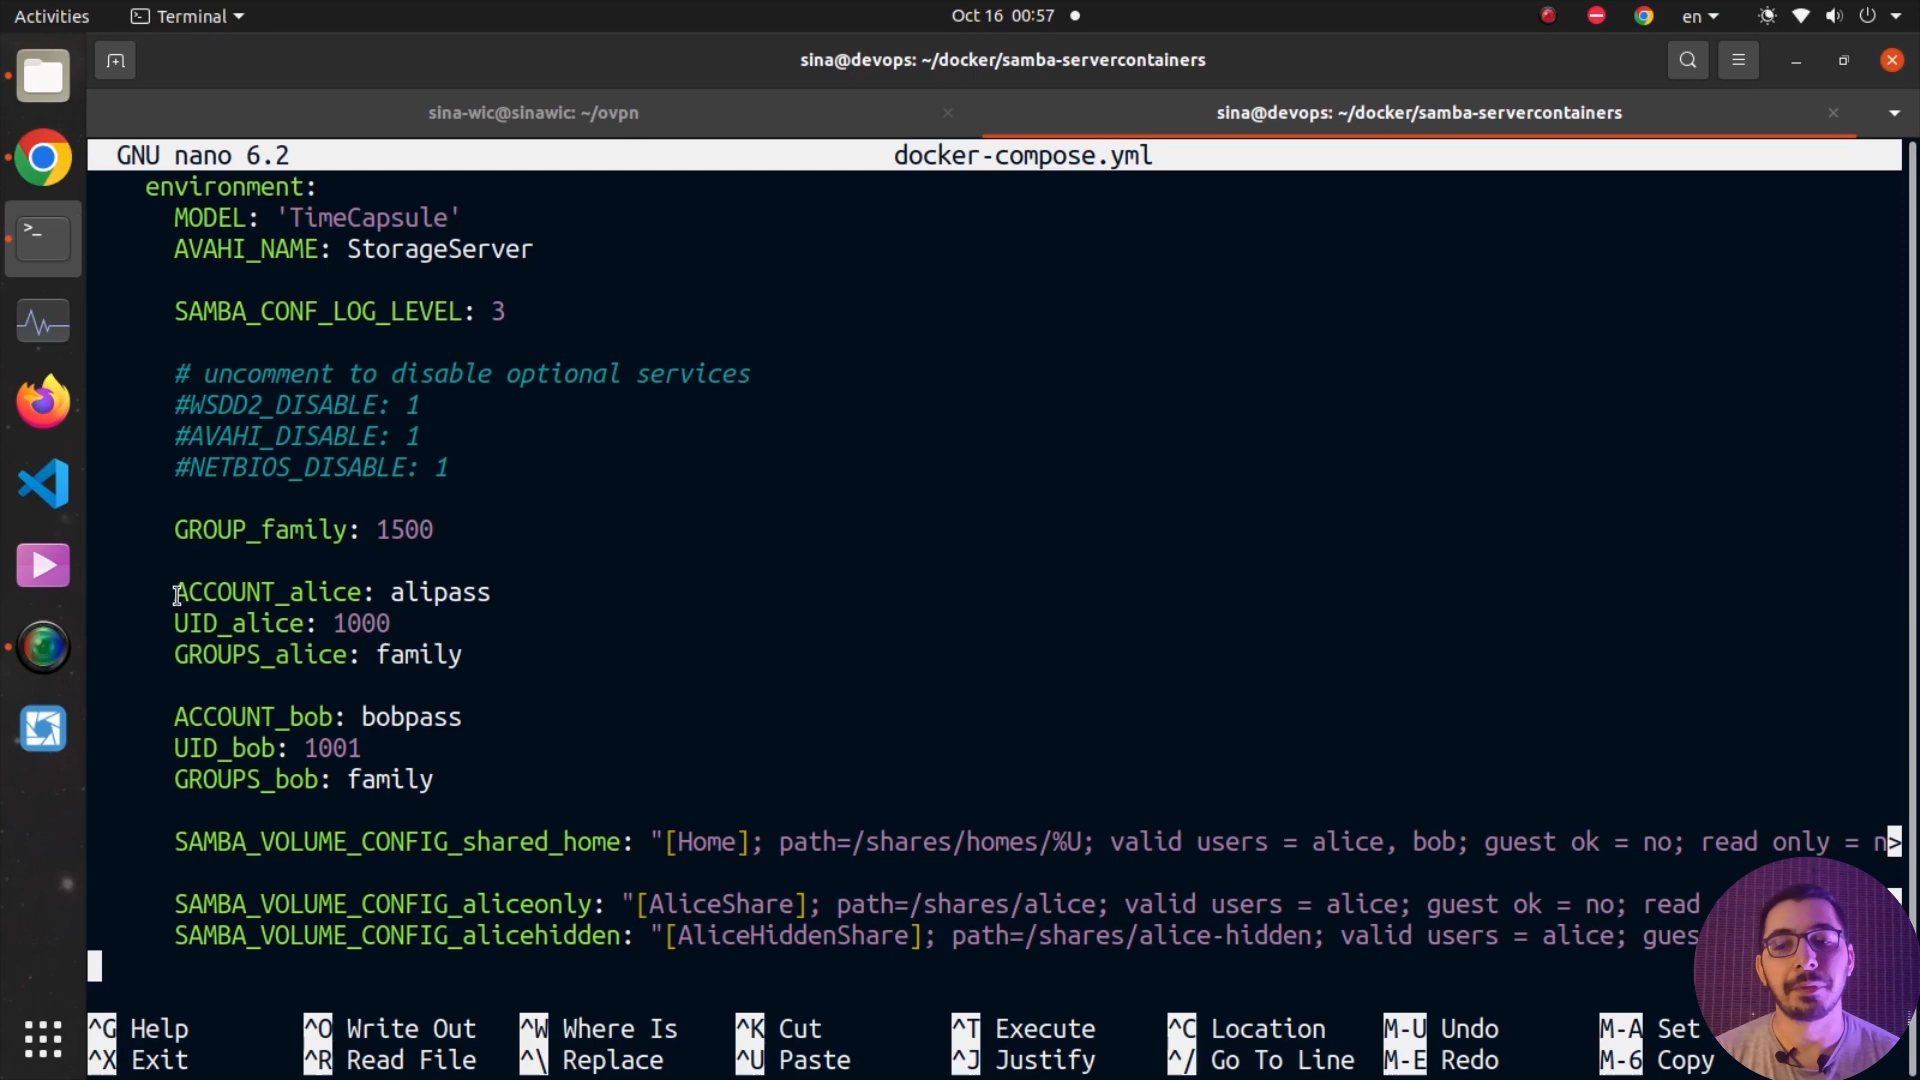 Activities Terminal Oct 16 00:57 en
sina@devops: ~/docker/samba-servercontainers
sina-wic@sinawic: ~/ovpn sina@devops: ~/docker/samba-servercontainers
GNU nano 6.2 docker-compose.yml
environment:
MODEL: 'TimeCapsule'
AVAHI_NAME: StorageServer
SAMBA_CONF_LOG_LEVEL: 3
# uncomment to disable optional services
#WSDD2_DISABLE: 1
#AVAHI_DISABLE: 1
#NETBIOS_DISABLE: 1
GROUP_family: 1500
ACCOUNT_alice: alipass
UID_alice: 1000
GROUPS_alice: family
ACCOUNT_bob: bobpass
UID_bob: 1001
GROUPS_bob: family
SAMBA_VOLUME_CONFIG_shared_home: "[Home]; path=/shares/homes/%U; valid users = alice, bob; guest ok = no; read only = n>
SAMBA_VOLUME_CONFIG_aliceonly: "[AliceShare]; path=/shares/alice; valid users = alice; guest ok = no; read
SAMBA_VOLUME_CONFIG_alicehidden: "[AliceHiddenShare]; path=/shares/alice-hidden; valid users = alice; gues
^G Help ^O Write Out ^W Where Is ^K Cut ^T Execute ^C Location M-U Undo M-A Set
^X Exit ^R Read File ^\ Replace ^U Paste ^J Justify ^/ Go To Line M-E Redo M-6 Copy